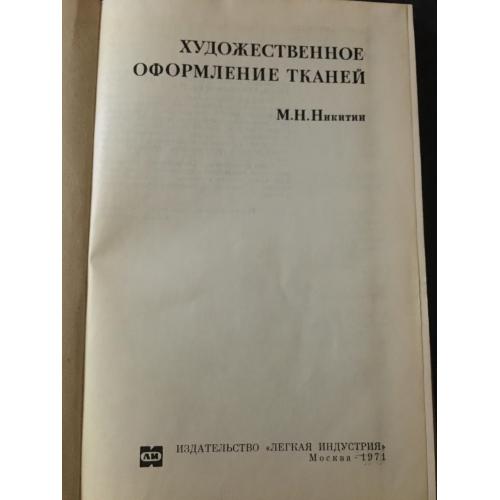 ХУДОЖЕСТВЕННОЕ
ОФОРМЛЕНИЕ ТКАНЕЙ
М.Н.Никитин
ЛИ
ИЗДАТЕЛЬСТВО «ЛЕГКАЯ ИНДУСТРИЯ»
Москва - 1971